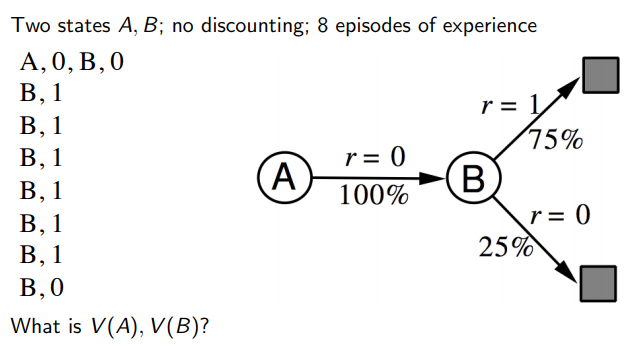 Two states A, B; no discounting; 8 episodes of experience
A, 0, B, 0
B, 1
B, 1
B, 1
B, 1
B, 1
B, 1
B, 0
A
r = 0
100%
B
r = 1
75%
r = 0
25%
What is V(A), V(B)?